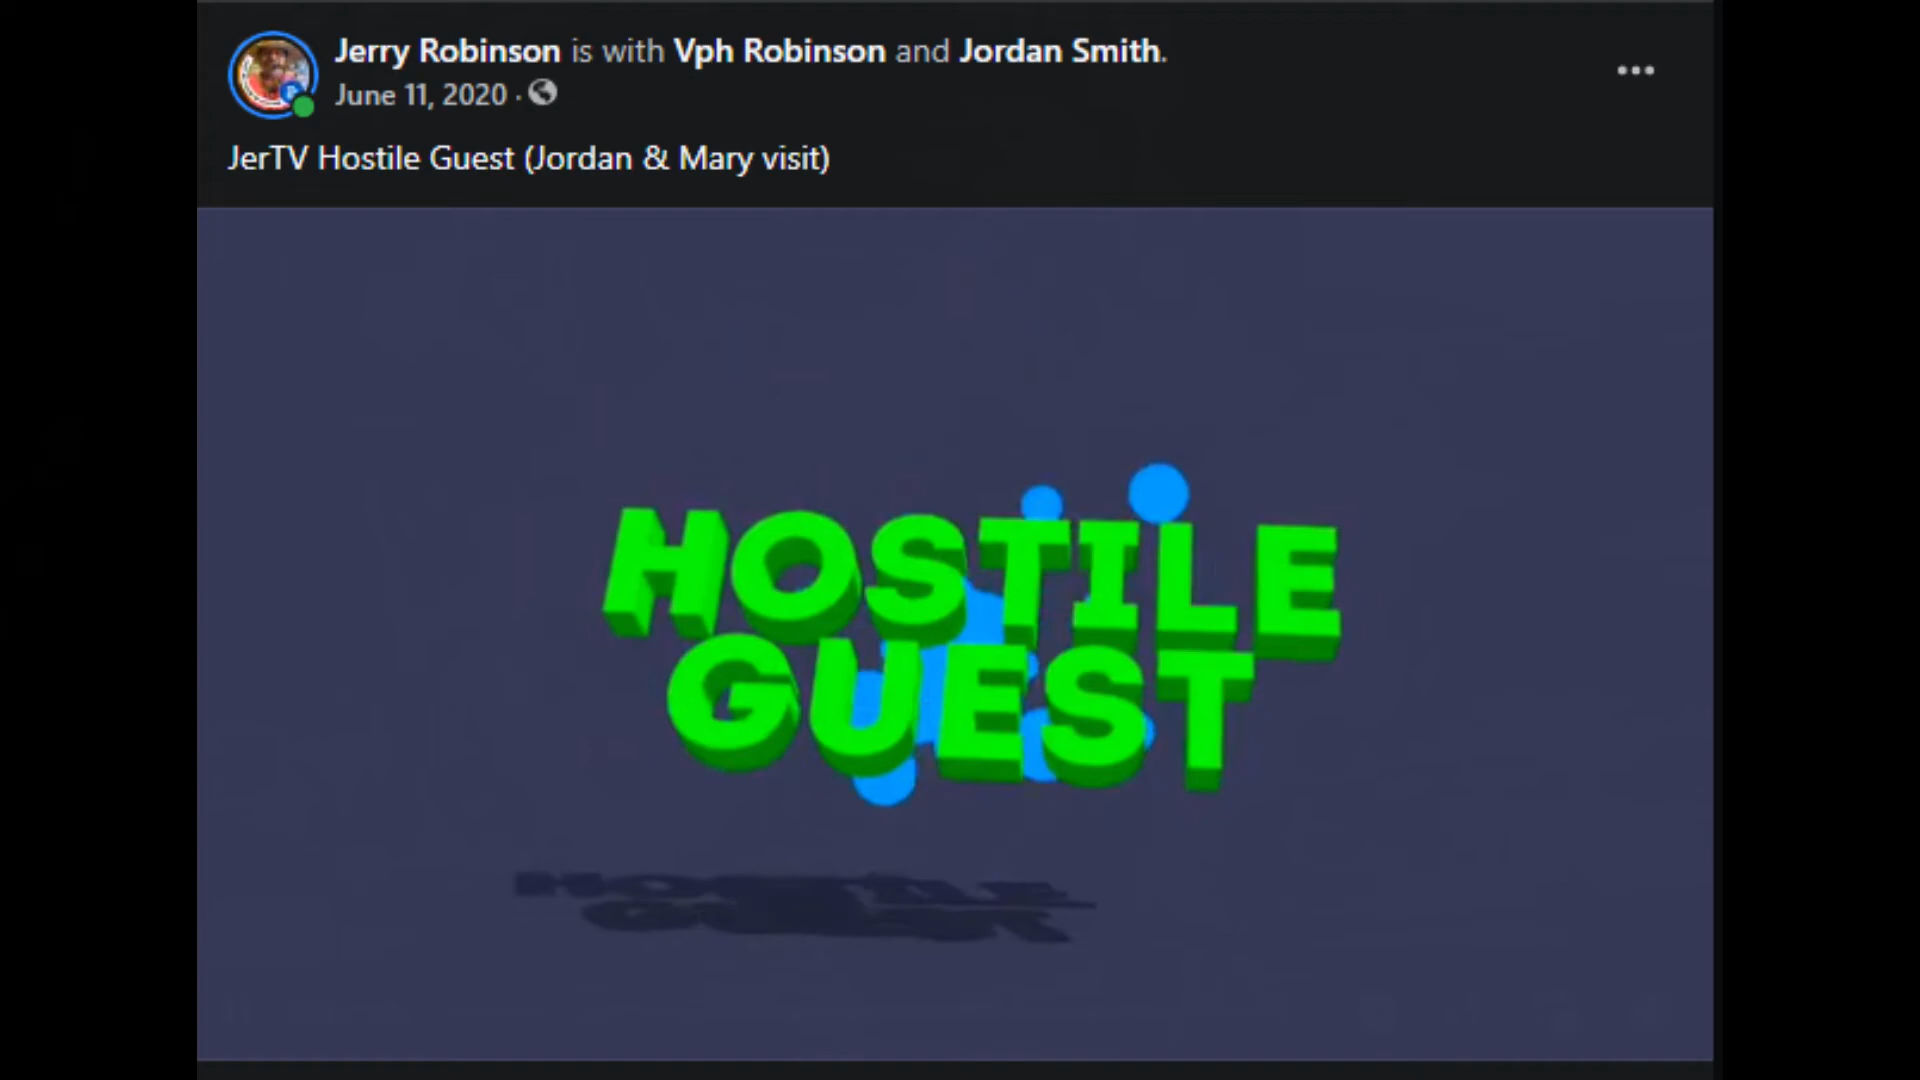 Jerry Robinson is with Vph Robinson and Jordan Smith.
June 11, 2020 ·
JerTV Hostile Guest (Jordan & Mary visit)
HOSTILE
GUEST